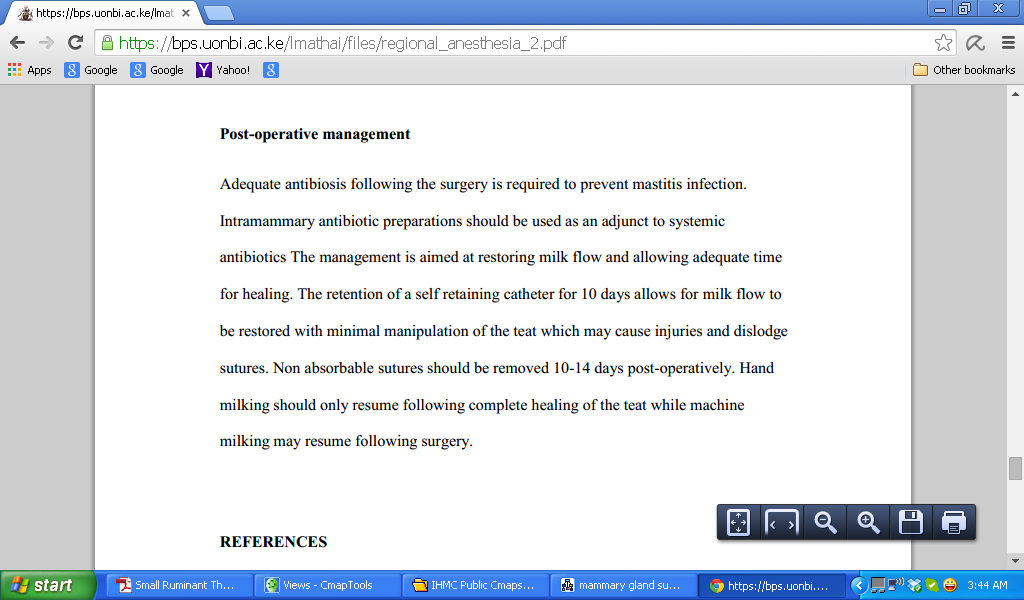 https://bps.uonbi.ac.ke/lmat
https://bps.uonbi.ac.ke/lmathai/files/regional_anesthesia_2.pdf
Apps Google Google Yahoo! Other bookmarks
Post-operative management
Adequate antibiosis following the surgery is required to prevent mastitis infection.
Intramammary antibiotic preparations should be used as an adjunct to systemic
antibiotics The management is aimed at restoring milk flow and allowing adequate time
for healing. The retention of a self retaining catheter for 10 days allows for milk flow to
be restored with minimal manipulation of the teat which may cause injuries and dislodge
sutures. Non absorbable sutures should be removed 10-14 days post-operatively. Hand
milking should only resume following complete healing of the teat while machine
milking may resume following surgery.
REFERENCES
start Small Ruminant Th... Views - CmapTools IHMC Public Cmaps... mammary gland su... https://bps.uonbi.... 3:44 AM